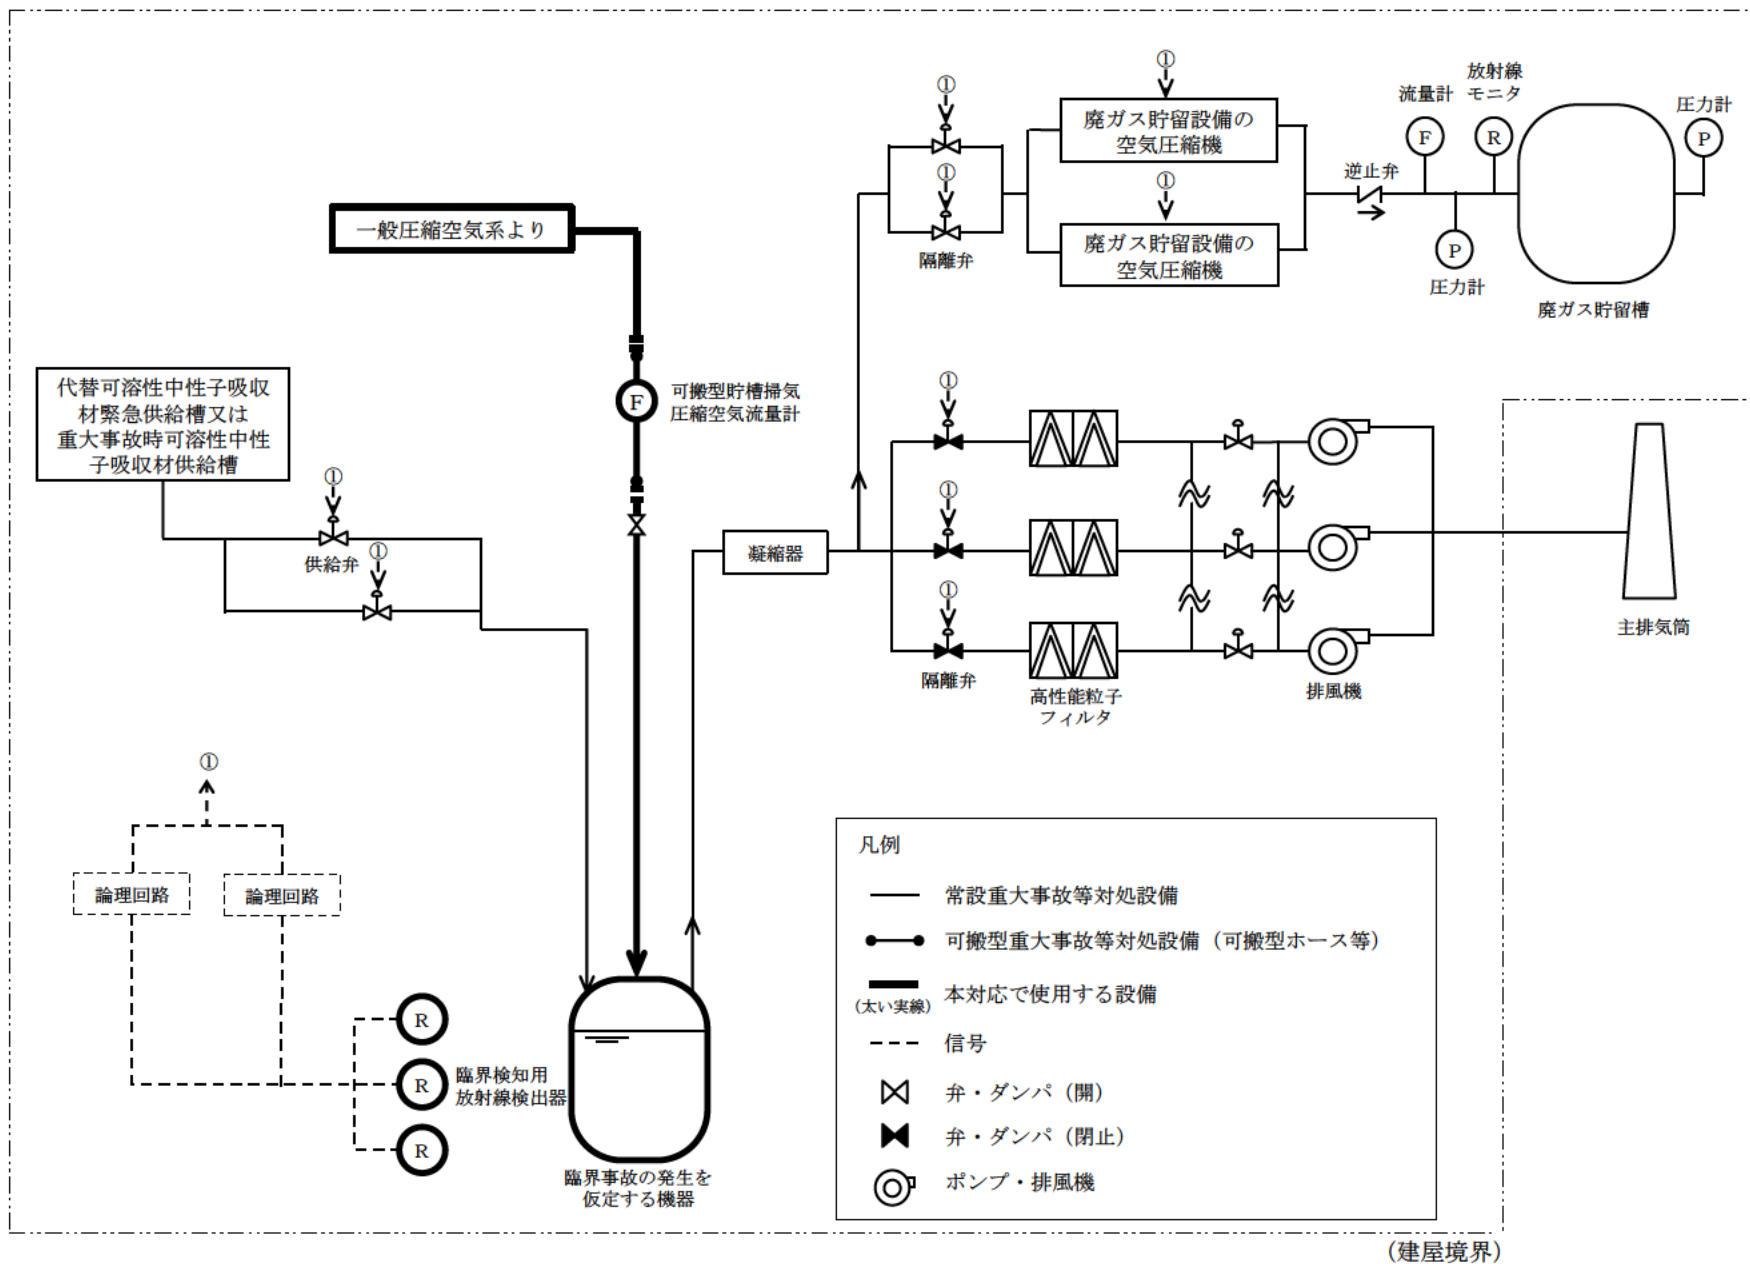 ①
廃ガス貯留設備の
空気圧縮機
①
①
①
廃ガス貯留設備の
空気圧縮機
隔離弁
逆止弁
流量計
F
放射線
モニタ
R
圧力計
P
P
圧力計
廃ガス貯留槽
一般圧縮空気系より
F
可搬型貯槽掃気
圧縮空気流量計
代替可溶性中性子吸収
材緊急供給槽又は
重大事故時可溶性中性
子吸収材供給槽
①
①
供給弁
凝縮器
①
①
①
隔離弁
高性能粒子
フィルタ
排風機
主排気筒
①
論理回路
論理回路
R
R
R
臨界検知用
放射線検出器
臨界事故の発生を
仮定する機器
凡例
常設重大事故等対処設備
可搬型重大事故等対処設備（可搬型ホース等）
(太い実線)
本対応で使用する設備
信号
弁・ダンパ（開）
弁・ダンパ（閉止）
ポンプ・排風機
（建屋境界）